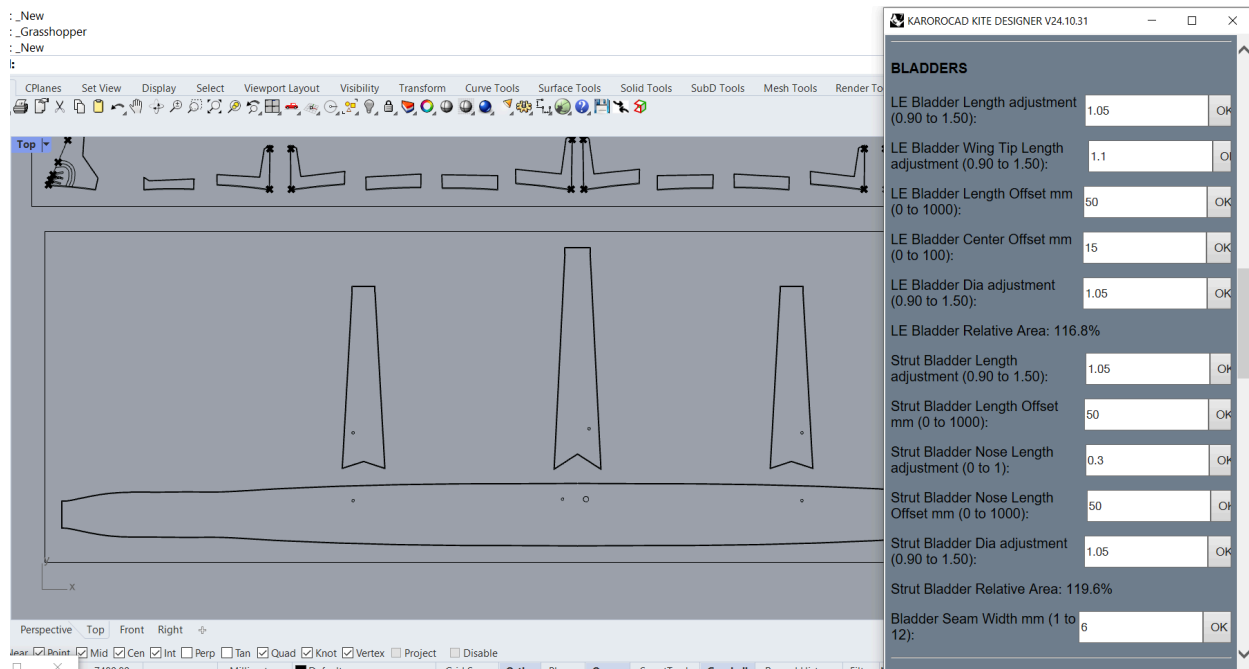 : _New
: _Grasshopper
: _New
CPlanes Set View Display Select Viewport Layout Visibility Transform Curve Tools Surface Tools Solid Tools SubD Tools Mesh Tools Render To
Top
y
x
Perspective Top Front Right
Near Point Mid Cen Int Perp Tan Quad Knot Vertex Project Disable
KAROROCAD KITE DESIGNER V24.10.31
BLADDERS
LE Bladder Length adjustment
(0.90 to 1.50):
1.05 OK
LE Bladder Wing Tip Length
adjustment (0.90 to 1.50):
1.1
LE Bladder Length Offset mm
(0 to 1000):
50 OK
LE Bladder Center Offset mm
(0 to 100):
15 OK
LE Bladder Dia adjustment
(0.90 to 1.50):
1.05 OK
LE Bladder Relative Area: 116.8%
Strut Bladder Length
adjustment (0.90 to 1.50):
1.05 OK
Strut Bladder Length Offset
mm (0 to 1000):
50 OK
Strut Bladder Nose Length
adjustment (0 to 1):
0.3 OK
Strut Bladder Nose Length
Offset mm (0 to 1000):
50 OK
Strut Bladder Dia adjustment
(0.90 to 1.50):
1.05 OK
Strut Bladder Relative Area: 119.6%
Bladder Seam Width mm (1 to
12):
6 OK